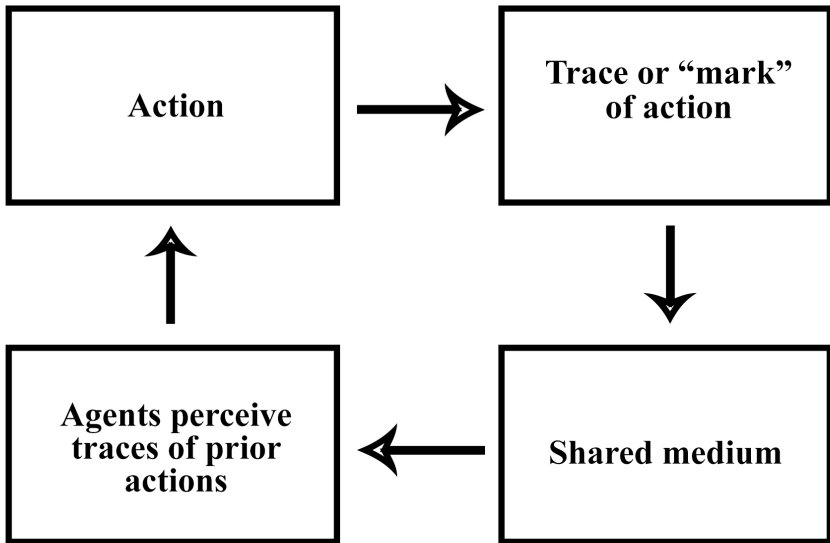 Action
Trace or “mark”
of action
Agents perceive
traces of prior
actions
Shared medium